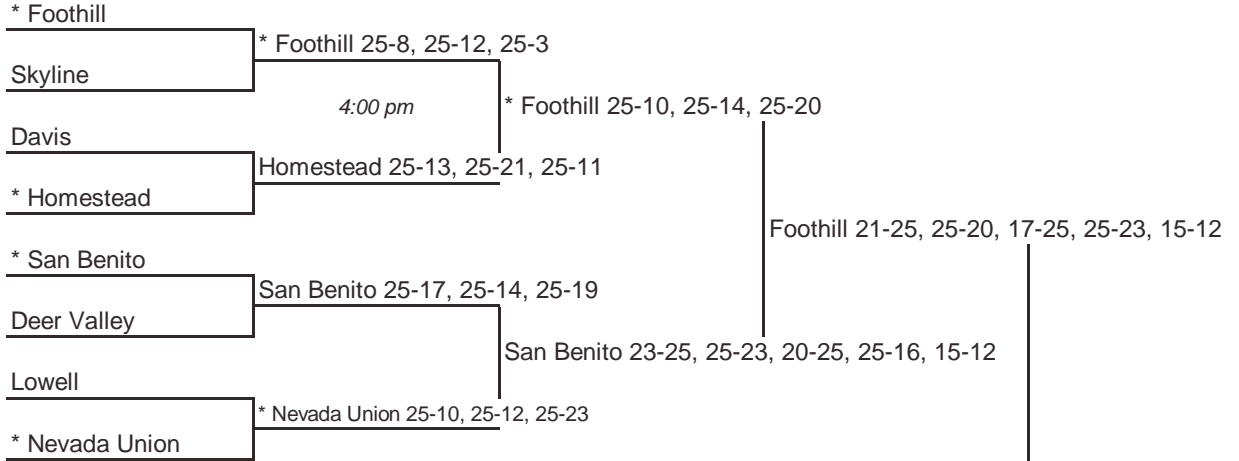 * Foothill
* Foothill 25-8, 25-12, 25-3
Skyline
4:00 pm
* Foothill 25-10, 25-14, 25-20
Davis
Homestead 25-13, 25-21, 25-11
* Homestead
Foothill 21-25, 25-20, 17-25, 25-23, 15-12
* San Benito
San Benito 25-17, 25-14, 25-19
Deer Valley
San Benito 23-25, 25-23, 20-25, 25-16, 15-12
Lowell
* Nevada Union 25-10, 25-12, 25-23
* Nevada Union